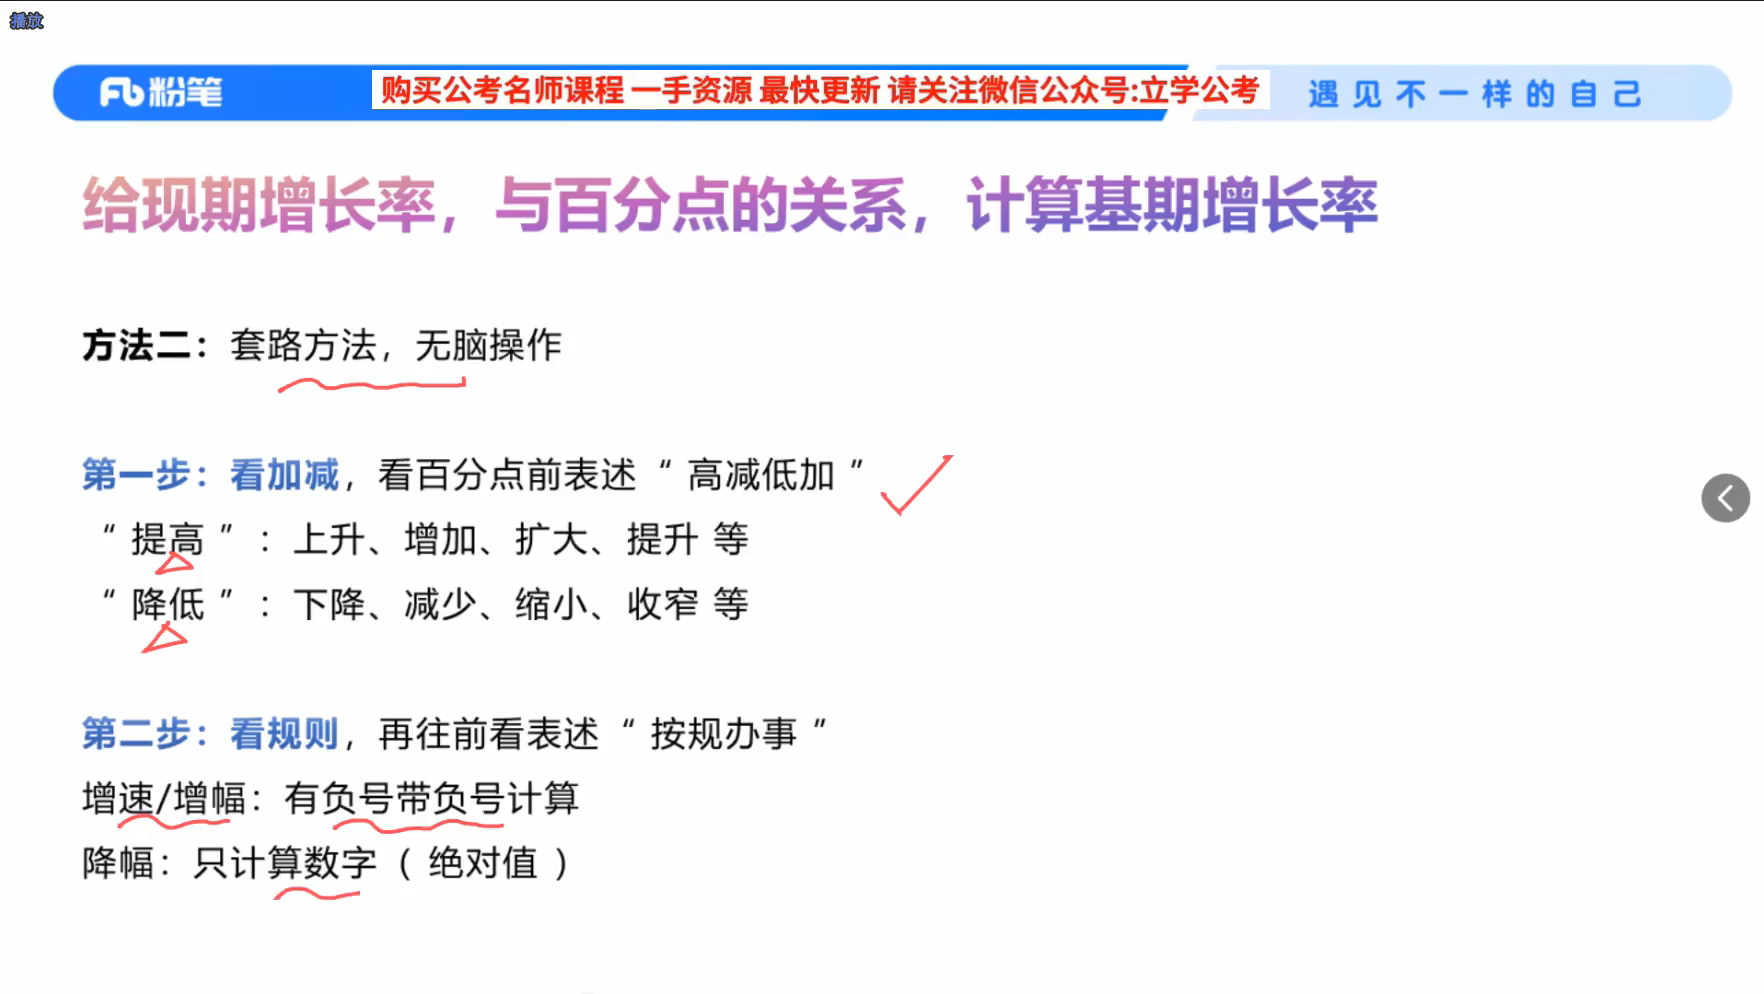 播放
粉笔
购买公考名师课程 一手资源 最快更新 请关注微信公众号:立学公考
遇见不一样的自己
给现期增长率，与百分点的关系，计算基期增长率
方法二：套路方法，无脑操作
第一步：看加减，看百分点前表述“ 高减低加 ”
“ 提高 ”：上升、增加、扩大、提升 等
“ 降低 ”：下降、减少、缩小、收窄 等
第二步：看规则，再往前看表述“ 按规办事 ”
增速/增幅：有负号带负号计算
降幅：只计算数字（ 绝对值 ）